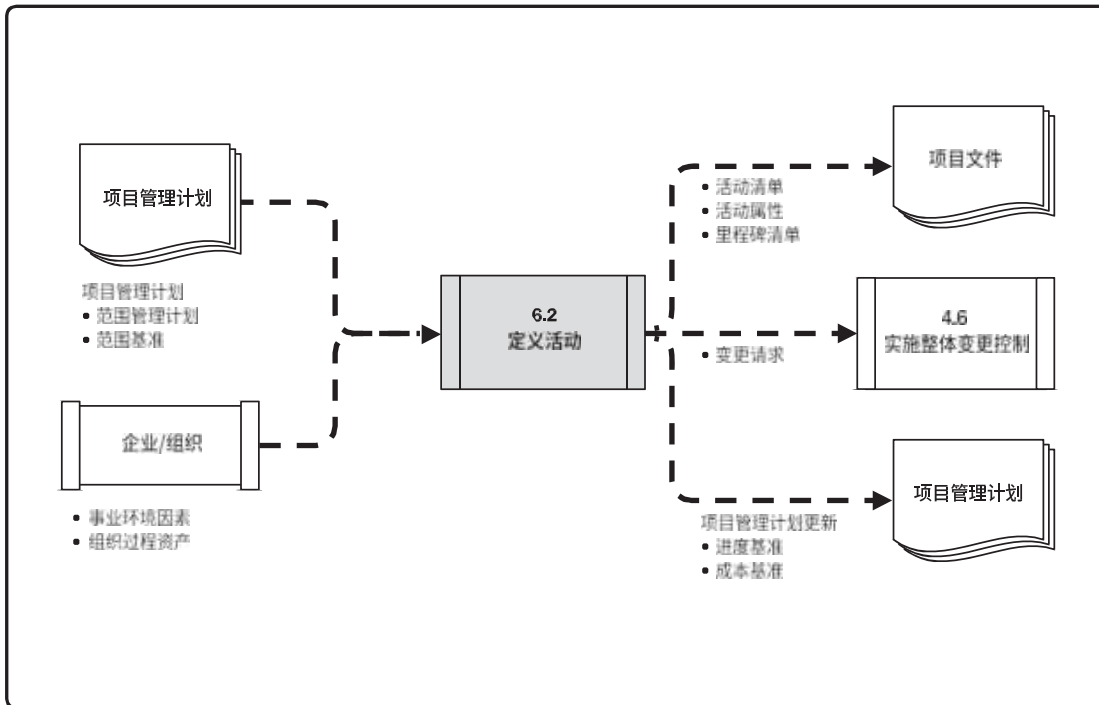 项目管理计划
项目管理计划
• 范围管理计划
• 范围基准
企业/组织
• 事业环境因素
• 组织过程资产
6.2
定义活动
• 活动清单
• 活动属性
• 里程碑清单
• 变更请求
项目管理计划更新
• 进度基准
• 成本基准
项目文件
4.6
实施整体变更控制
项目管理计划